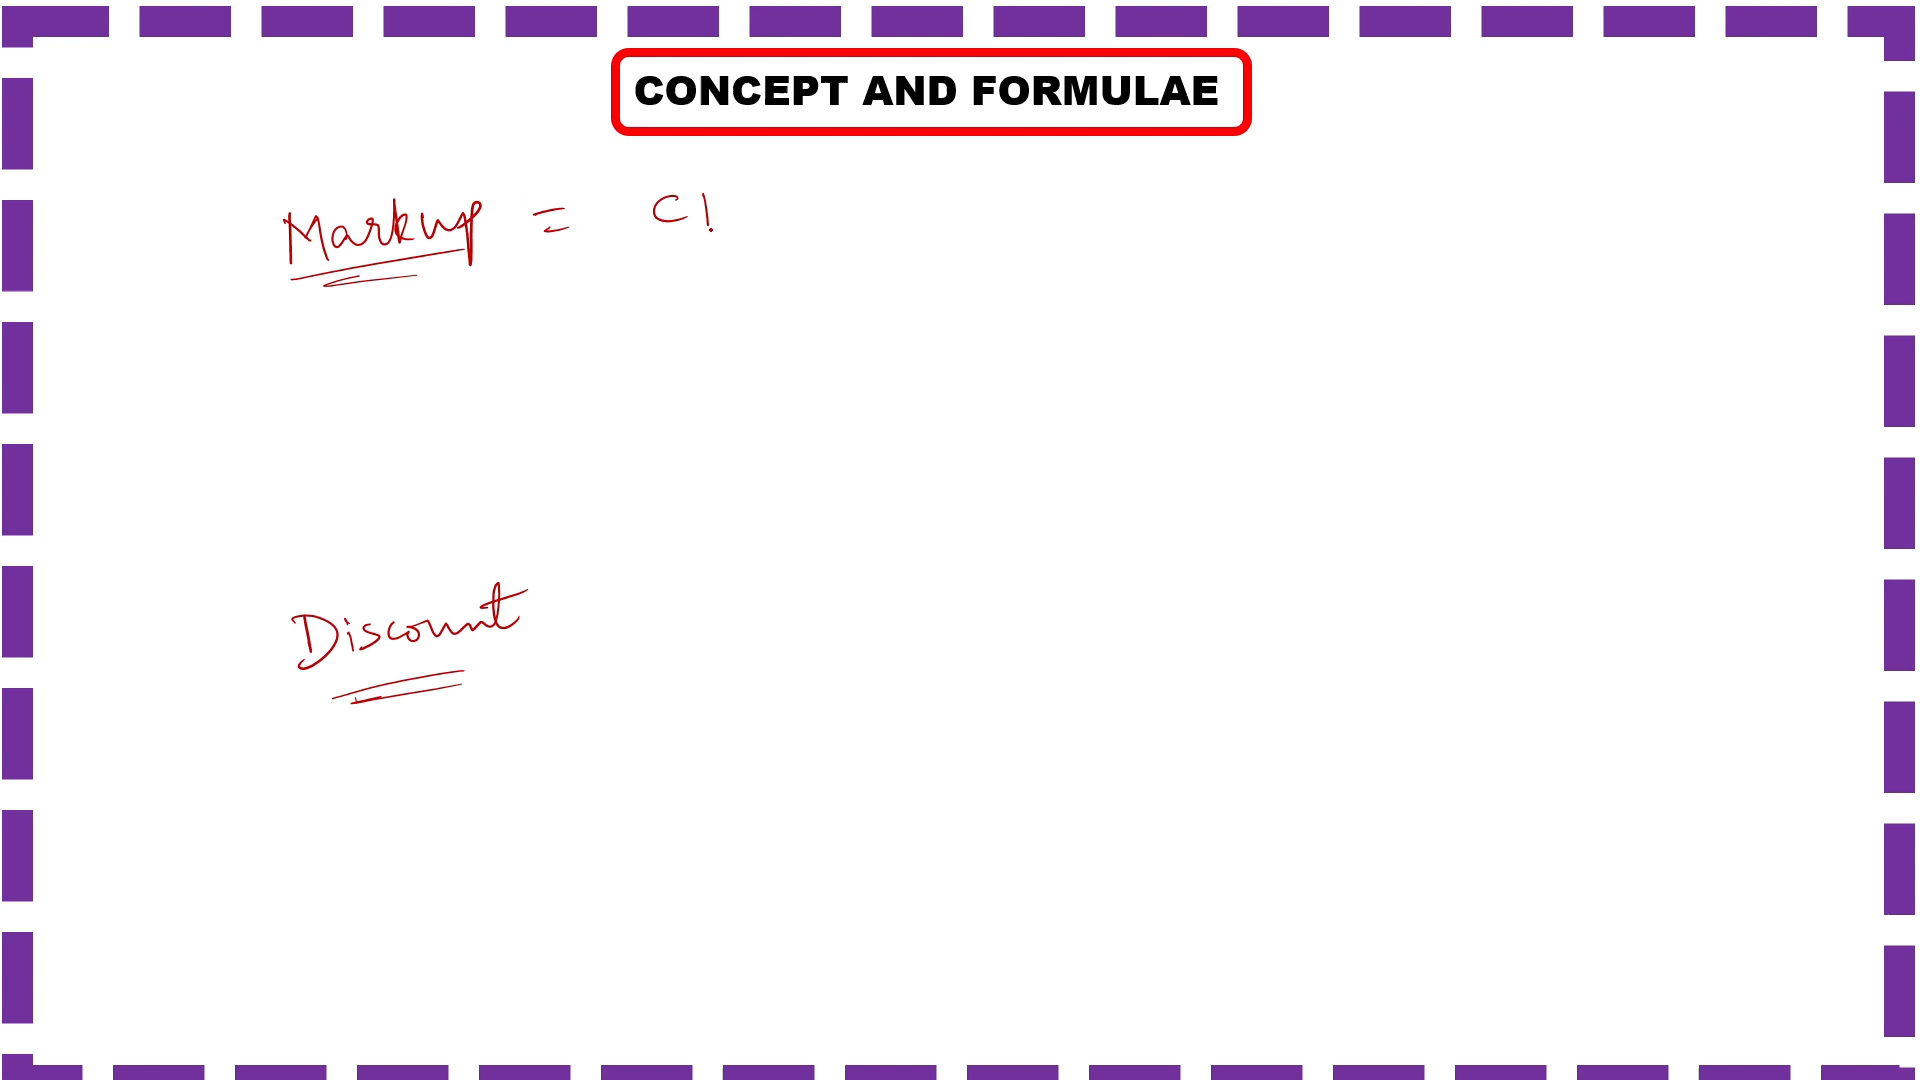 CONCEPT AND FORMULAE
Markup = C
Discount